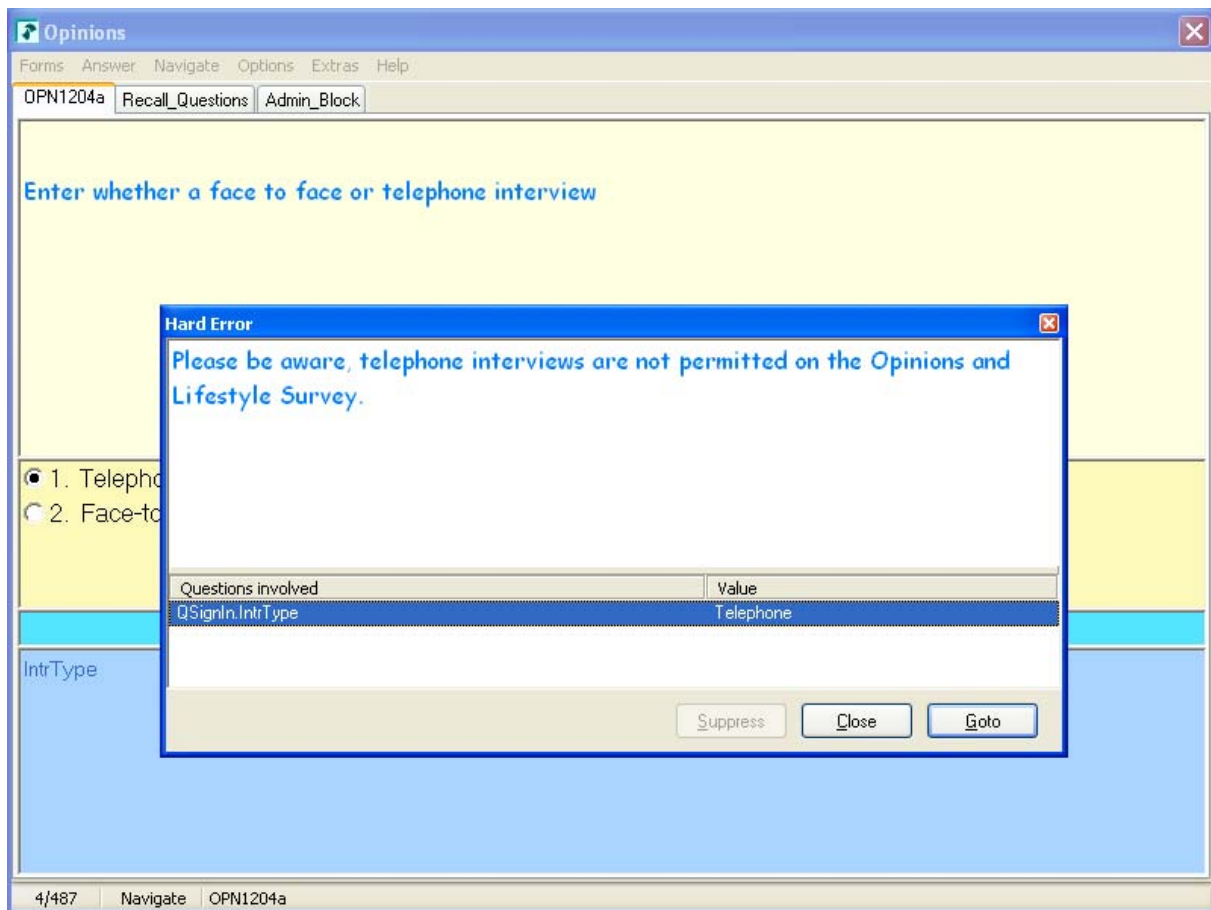 Opinions
Forms Answer Navigate Options Extras Help
OPN1204a Recall_Questions Admin_Block
Enter whether a face to face or telephone interview
Hard Error
Please be aware, telephone interviews are not permitted on the Opinions and
Lifestyle Survey.
1. Telepho
2. Face-to
Questions involved Value
QSignIn.IntrType Telephone
IntrType
Suppress Close Goto
4/487 Navigate OPN1204a